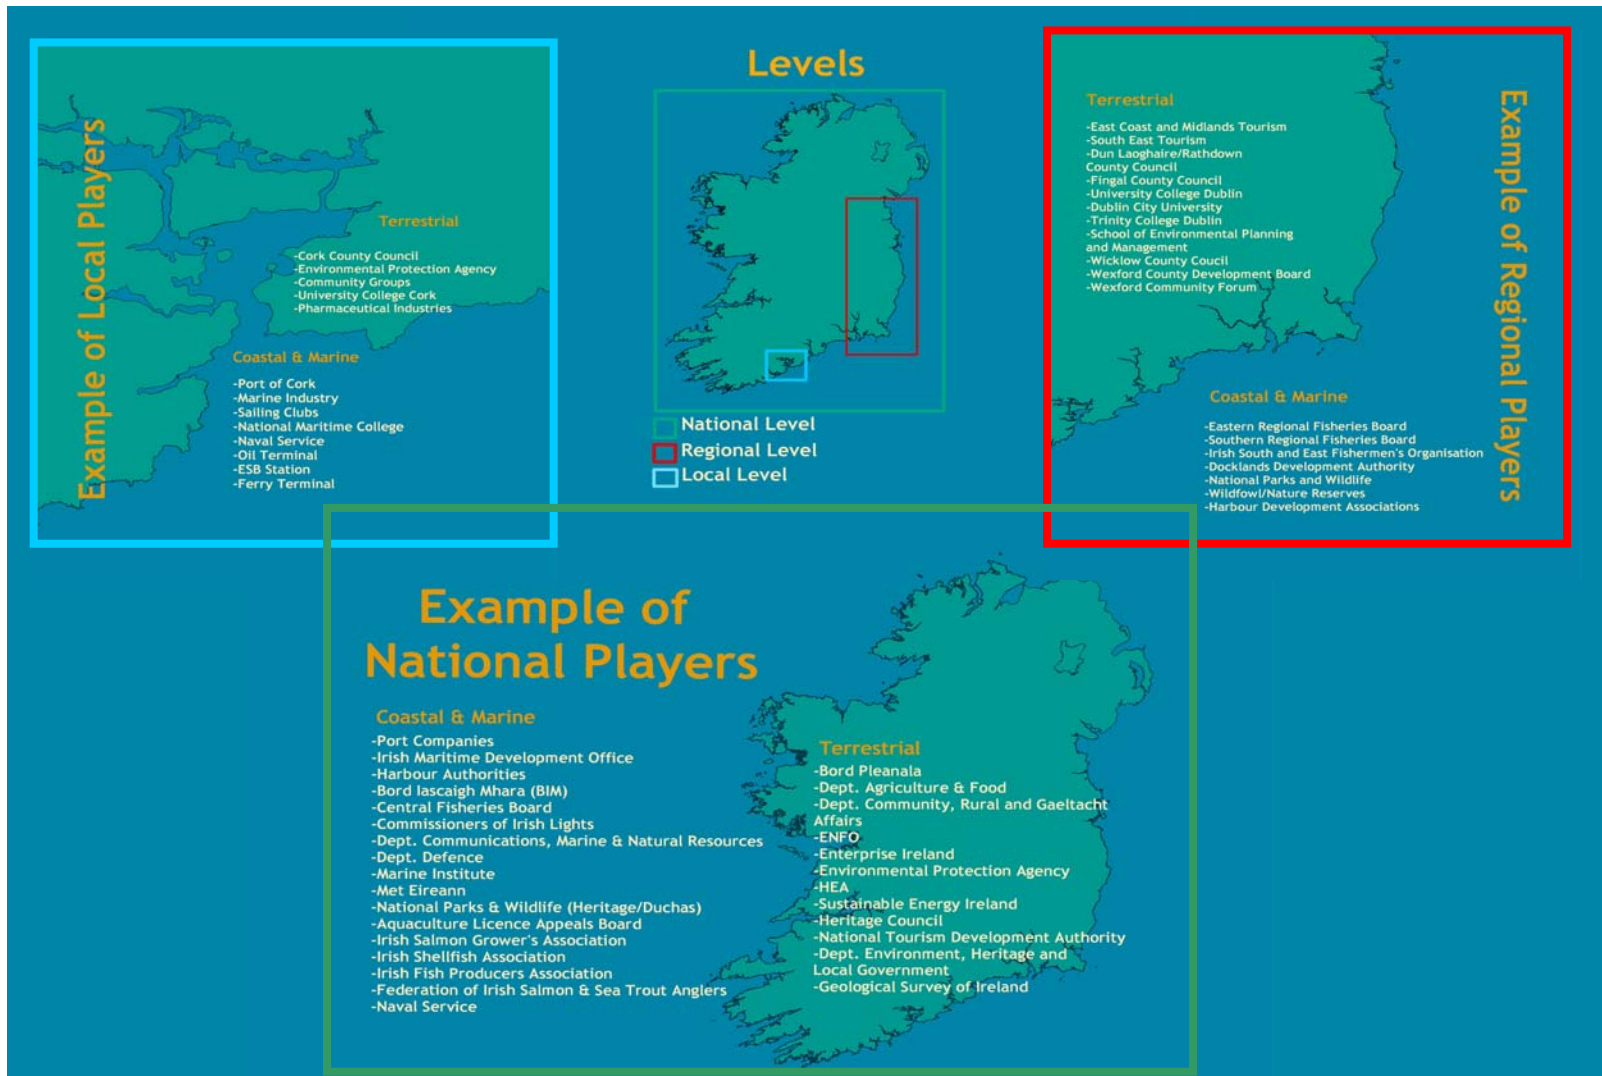 Example of Local Players
Terrestrial
-Cork County Council
-Environmental Protection Agency
-Community Groups
-University College Cork
-Pharmaceutical Industries
Coastal & Marine
-Port of Cork
-Marine Industry
-Sailing Clubs
-National Maritime College
-Naval Service
-Oil Terminal
-ESB Station
-Ferry Terminal
Levels
National Level
Regional Level
Local Level
Example of Regional Players
Terrestrial
-East Coast and Midlands Tourism
-South East Tourism
-Dun Laoghaire/Rathdown
County Council
-Fingal County Council
-University College Dublin
-Dublin City University
-Trinity College Dublin
-School of Environmental Planning
and Management
-Wicklow County Coucil
-Wexford County Development Board
-Wexford Community Forum
Coastal & Marine
-Eastern Regional Fisheries Board
-Southern Regional Fisheries Board
-Irish South and East Fishermen's Organisation
-Docklands Development Authority
-National Parks and Wildlife
-Wildfowl/Nature Reserves
-Harbour Development Associations
Example of
National Players
Coastal & Marine
-Port Companies
-Irish Maritime Development Office
-Harbour Authorities
-Bord Iascaigh Mhara (BIM)
-Central Fisheries Board
-Commissioners of Irish Lights
-Dept. Communications, Marine & Natural Resources
-Dept. Defence
-Marine Institute
-Met Eireann
-National Parks & Wildlife (Heritage/Duchas)
-Aquaculture Licence Appeals Board
-Irish Salmon Grower's Association
-Irish Shellfish Association
-Irish Fish Producers Association
-Federation of Irish Salmon & Sea Trout Anglers
-Naval Service
Terrestrial
-Bord Pleanala
-Dept. Agriculture & Food
-Dept. Community, Rural and Gaeltacht
Affairs
-ENFO
-Enterprise Ireland
-Environmental Protection Agency
-HEA
-Sustainable Energy Ireland
-Heritage Council
-National Tourism Development Authority
-Dept. Environment, Heritage and
Local Government
-Geological Survey of Ireland